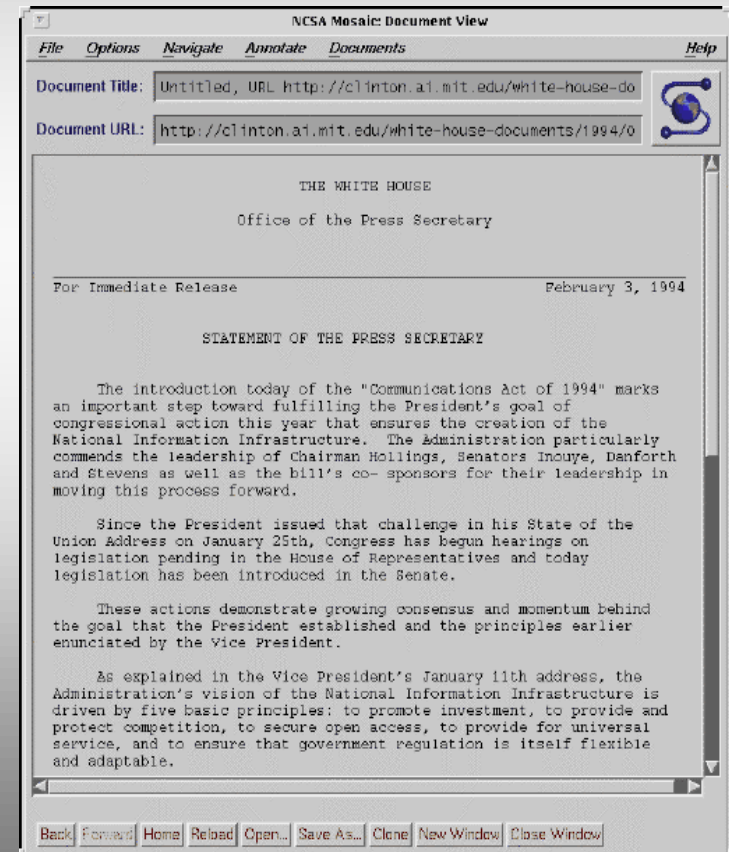 NCSA Mosaic: Document View
File Options Navigate Annotate Documents Help
Document Title: Untitled, URL http://clinton.ai.mit.edu/white-house-do
Document URL: http://clinton.ai.mit.edu/white-house-documents/1994/0
THE WHITE HOUSE
Office of the Press Secretary
For Immediate Release February 3, 1994
STATEMENT OF THE PRESS SECRETARY
The introduction today of the "Communications Act of 1994" marks
an important step toward fulfilling the President's goal of
congressional action this year that ensures the creation of the
National Information Infrastructure. The Administration particularly
commends the leadership of Chairman Hollings, Senators Inouye, Danforth
and Stevens as well as the bill's co- sponsors for their leadership in
moving this process forward.
Since the President issued that challenge in his State of the
Union Address on January 25th, Congress has begun hearings on
legislation pending in the House of Representatives and today
legislation has been introduced in the Senate.
These actions demonstrate growing consensus and momentum behind
the goal that the President established and the principles earlier
enunciated by the Vice President.
As explained in the Vice President's January 11th address, the
Administration's vision of the National Information Infrastructure is
driven by five basic principles: to promote investment, to provide and
protect competition, to secure open access, to provide for universal
service, and to ensure that government regulation is itself flexible
and adaptable.
Back Forward Home Reload Open... Save As... Clone New Window Close Window